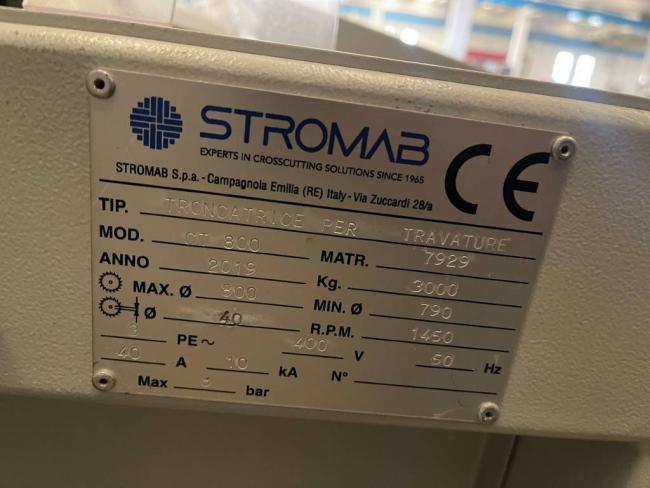 STROMAB
EXPERTS IN CROSSCUTTING SOLUTIONS SINCE 1965
CE
STROMAB S.p.a. - Campagnola Emilia (RE) Italy - Via Zuccardi 28/a
TIP. TRONCATRICE PER TRAVATURE
MOD. CT 800 MATR. 7929
ANNO 2019 Kg. 3000
MAX. Ø 800 MIN. Ø 790
Ø 40 R.P.M. 1450
3 PE ~ 400 V 50 Hz
40 A 10 kA N°
Max 6 bar